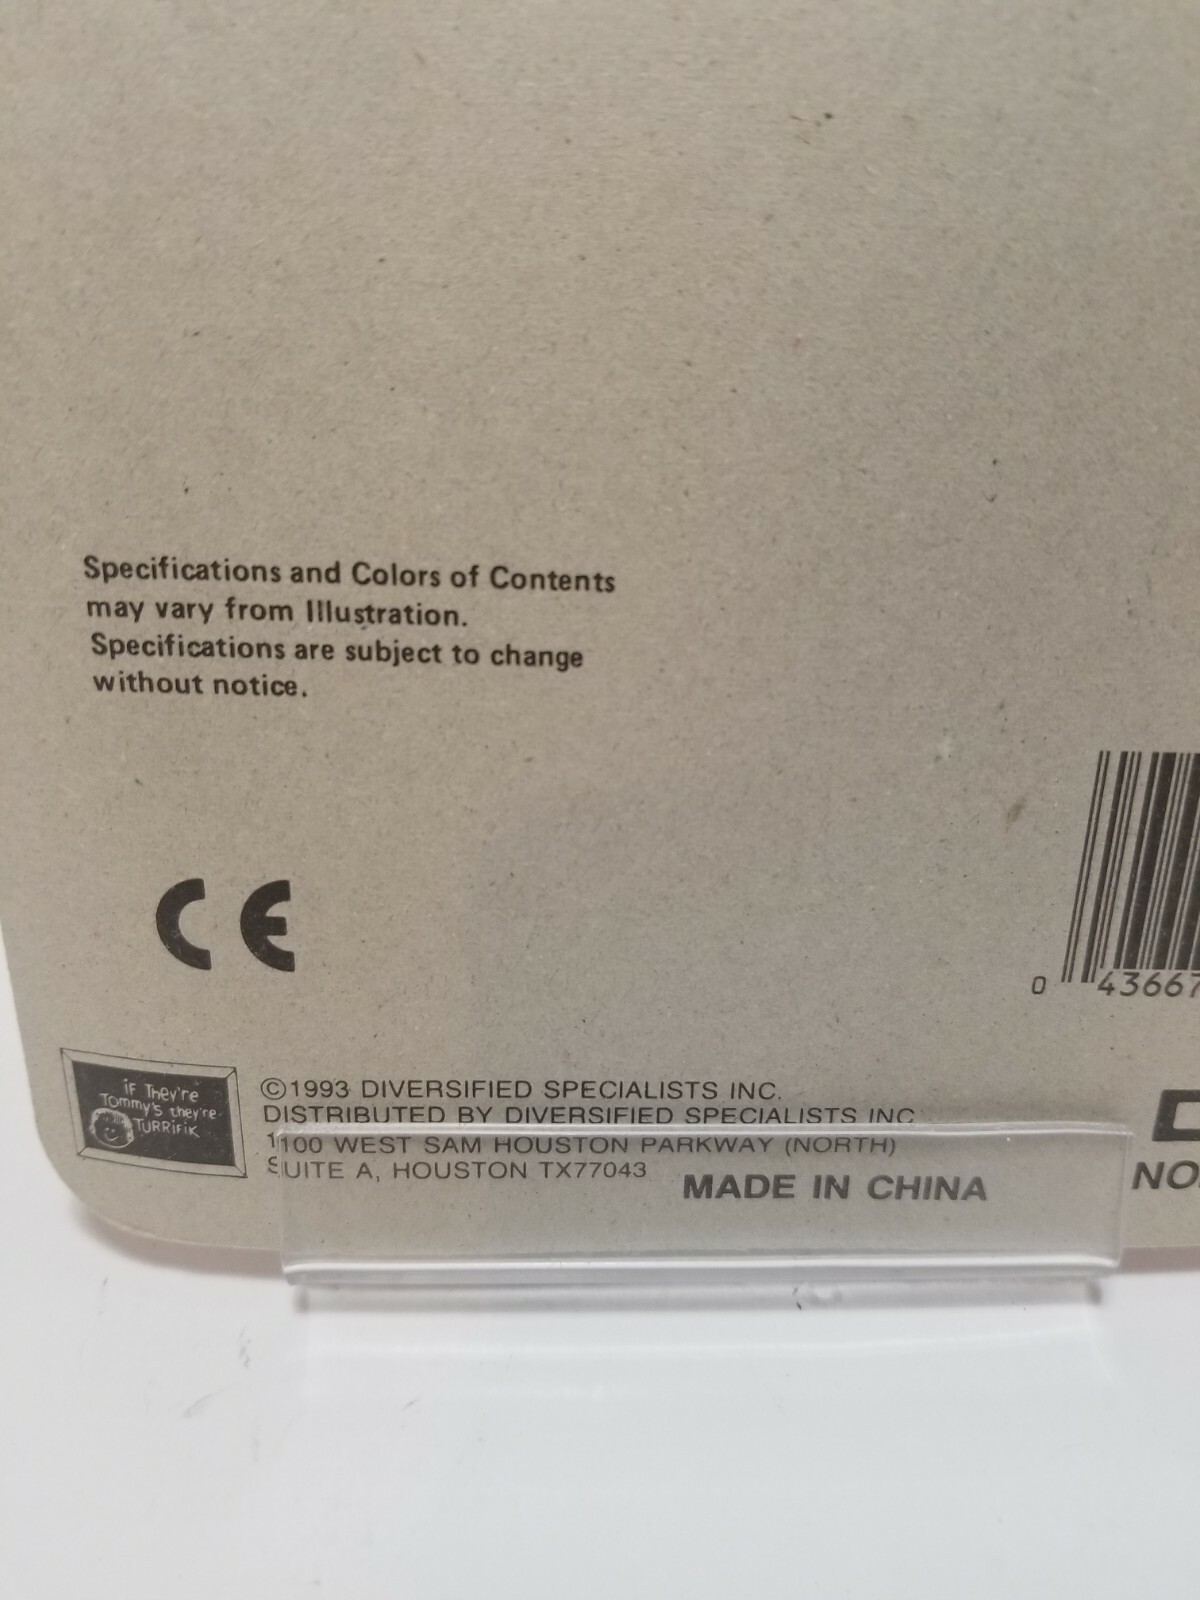 Specifications and Colors of Contents
may vary from Illustration.
Specifications are subject to change
without notice.
CE
0 43667
iF They're
Tommy's they're
TURRiFiK
©1993 DIVERSIFIED SPECIALISTS INC.
DISTRIBUTED BY DIVERSIFIED SPECIALISTS INC
1100 WEST SAM HOUSTON PARKWAY (NORTH)
SUITE A, HOUSTON TX77043
MADE IN CHINA